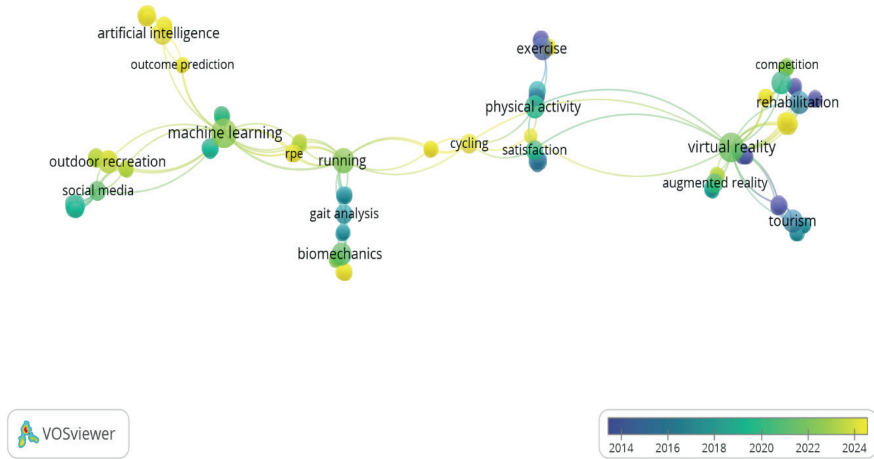 artificial intelligence
outcome prediction
machine learning
outdoor recreation
social media
rpe
running
gait analysis
biomechanics
cycling
exercise
physical activity
satisfaction
competition
rehabilitation
virtual reality
augmented reality
tourism
VOSviewer
2014 2016 2018 2020 2022 2024